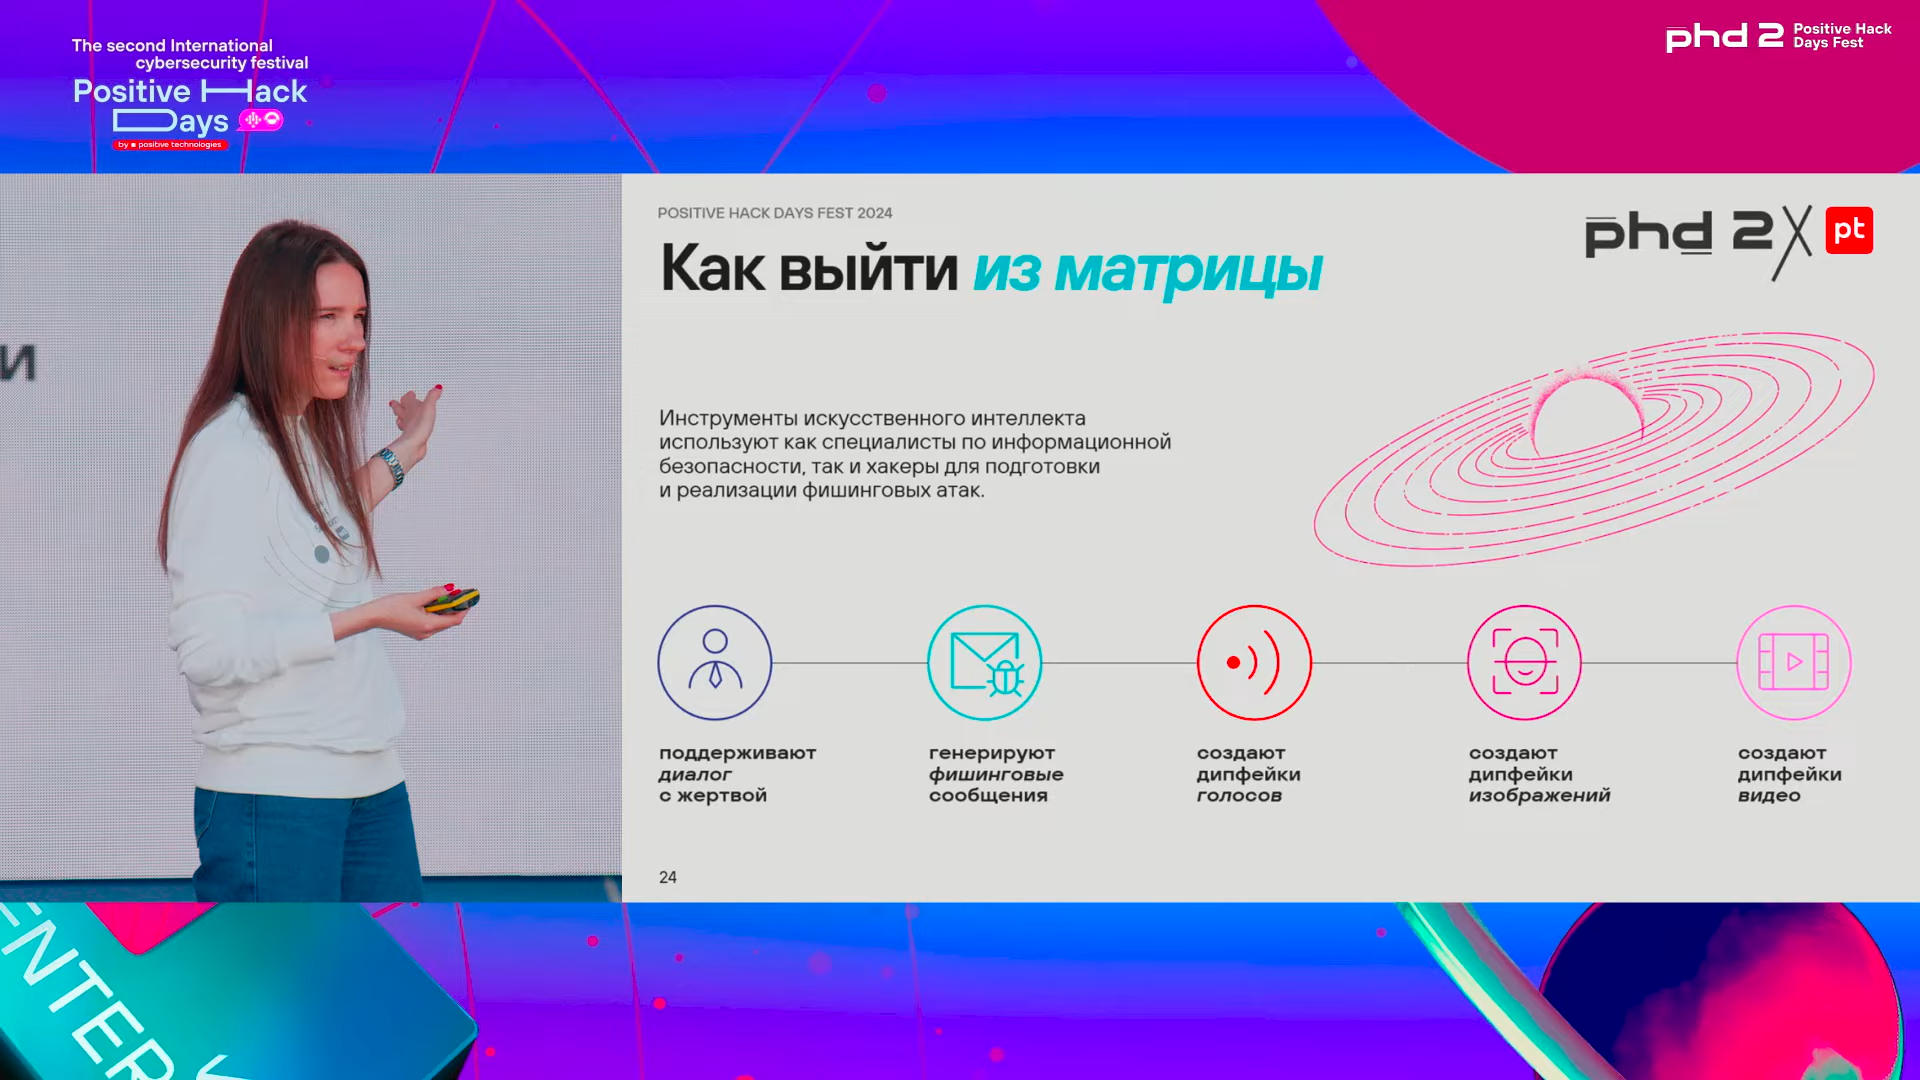 The second International
cybersecurity festival
Positive Hack
Days
by positive technologies
phd 2 Positive Hack
Days Fest
и
POSITIVE HACK DAYS FEST 2024
phd 2 pt
Как выйти из матрицы
Инструменты искусственного интеллекта
используют как специалисты по информационной
безопасности, так и хакеры для подготовки
и реализации фишинговых атак.
поддерживают
диалог
с жертвой
генерируют
фишинговые
сообщения
создают
дипфейки
голосов
создают
дипфейки
изображений
создают
дипфейки
видео
24
ENTER